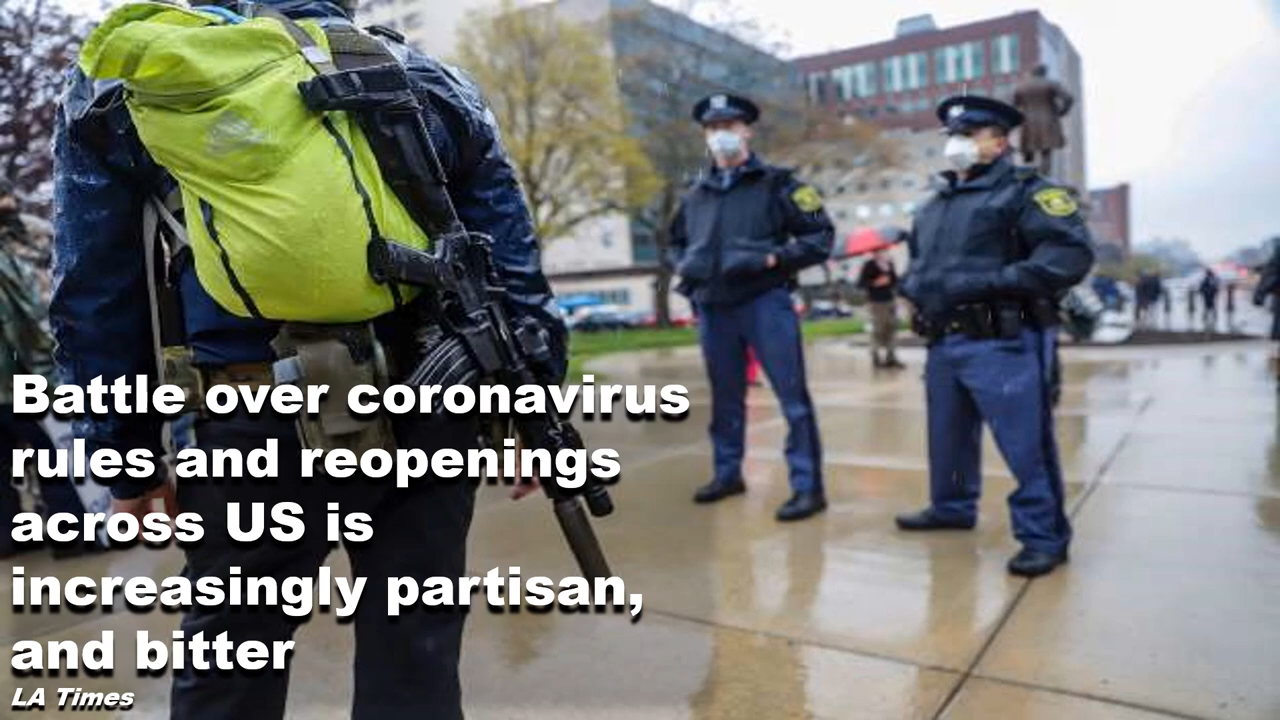 Battle over coronavirus
rules and reopenings
across US is
increasingly partisan,
and bitter
LA Times